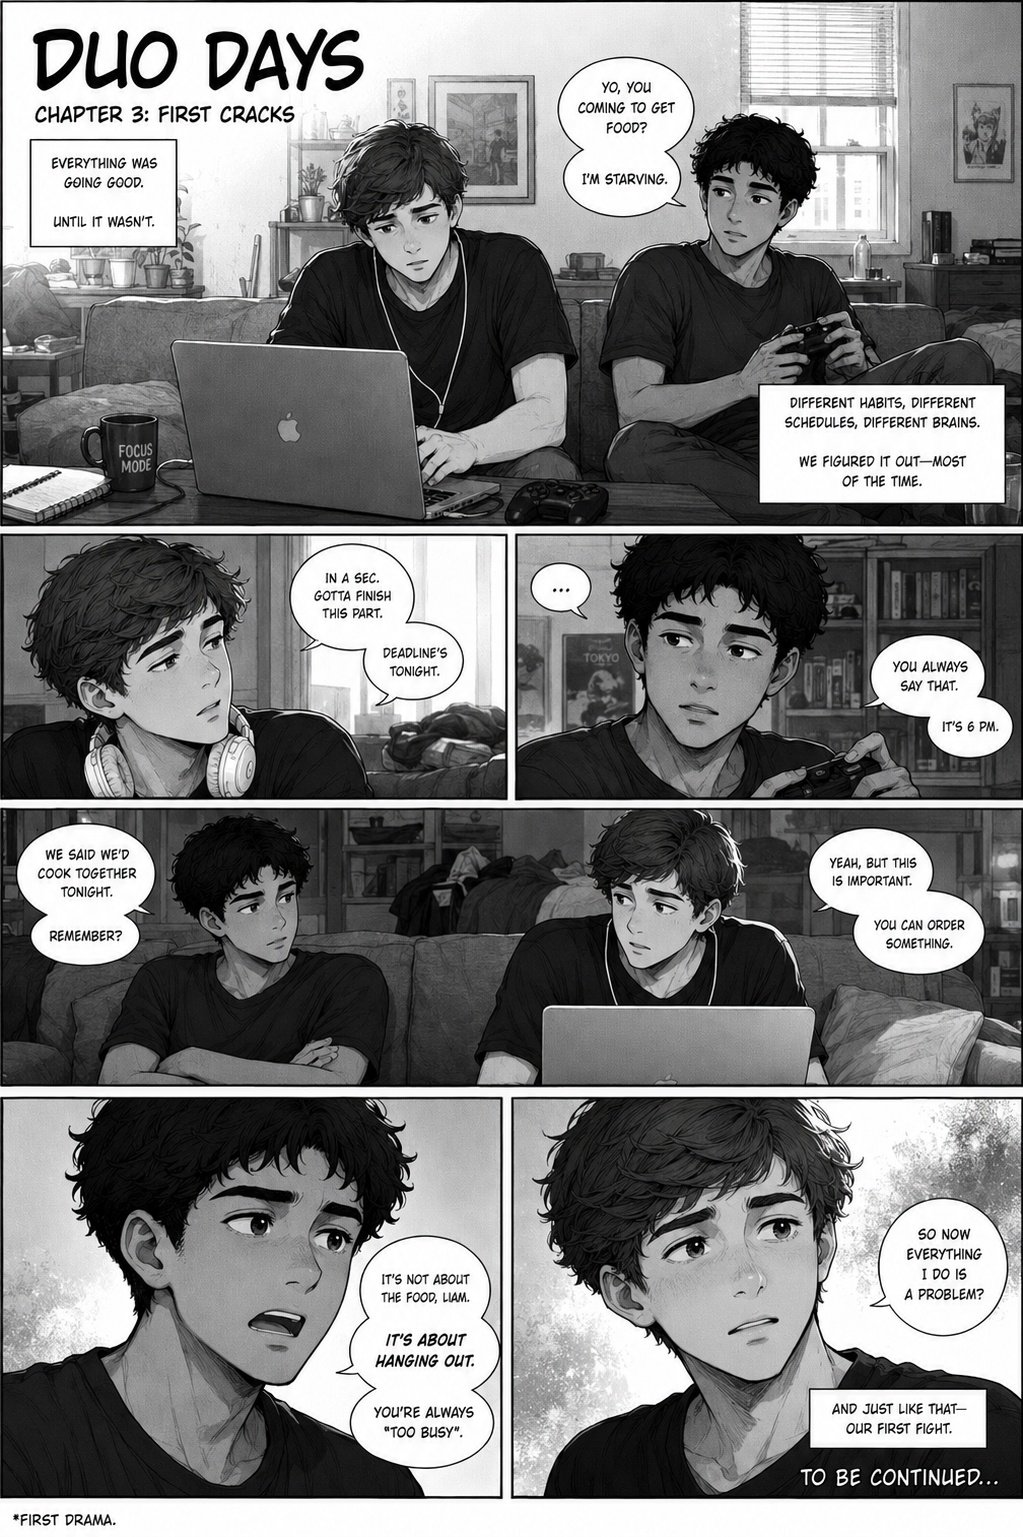 DUO DAYS
CHAPTER 3: FIRST CRACKS
EVERYTHING WAS
GOING GOOD.
UNTIL IT WASN'T.
YO, YOU
COMING TO GET
FOOD?
I'M STARVING.
FOCUS
MODE
DIFFERENT HABITS, DIFFERENT
SCHEDULES, DIFFERENT BRAINS.
WE FIGURED IT OUT—MOST
OF THE TIME.
IN A SEC.
GOTTA FINISH
THIS PART.
DEADLINE'S
TONIGHT.
...
TOKYO
YOU ALWAYS
SAY THAT.
IT'S 6 PM.
WE SAID WE'D
COOK TOGETHER
TONIGHT.
REMEMBER?
YEAH, BUT THIS
IS IMPORTANT.
YOU CAN ORDER
SOMETHING.
IT'S NOT ABOUT
THE FOOD, LIAM.
IT'S ABOUT
HANGING OUT.
YOU'RE ALWAYS
"TOO BUSY".
SO NOW
EVERYTHING
I DO IS
A PROBLEM?
AND JUST LIKE THAT—
OUR FIRST FIGHT.
TO BE CONTINUED...
*FIRST DRAMA.